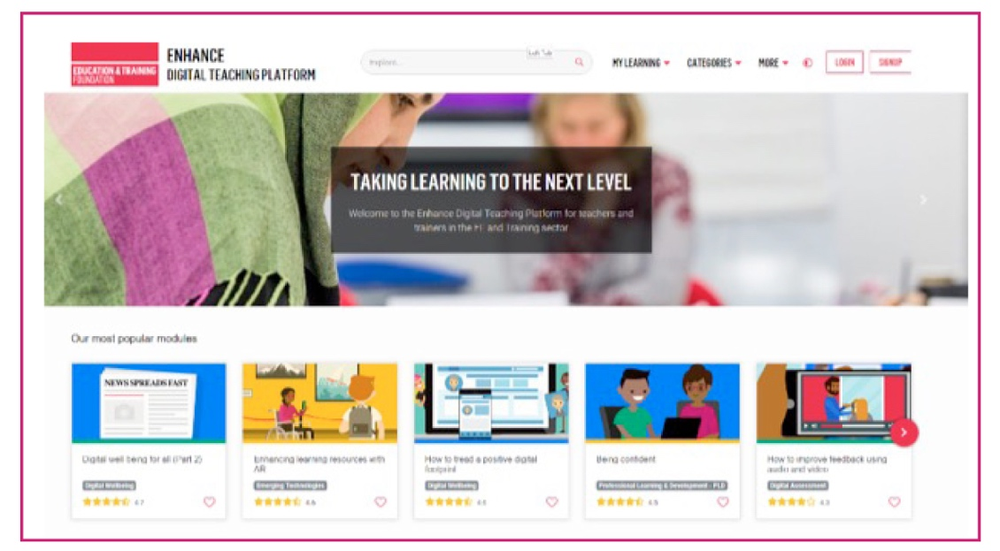 ENHANCE
EDUCATION & TRAINING
FOUNDATION
DIGITAL TEACHING PLATFORM
Explore...
MY LEARNING
CATEGORIES
MORE
LOGIN
SIGNUP
TAKING LEARNING TO THE NEXT LEVEL
Welcome to the Enhance Digital Teaching Platform for teachers and
trainers in the FE and Training sector
Our most popular modules
NEWS SPREADS FAST
Digital well being for all (Part 2)
Digital Wellbeing
4.7
Enhancing learning resources with
AR
Emerging Technologies
4.6
How to tread a positive digital
footprint
Digital Wellbeing
Being confident
Professional Learning & Development - PLD
4.5
How to improve feedback using
audio and video
Digital Assessment
4.3